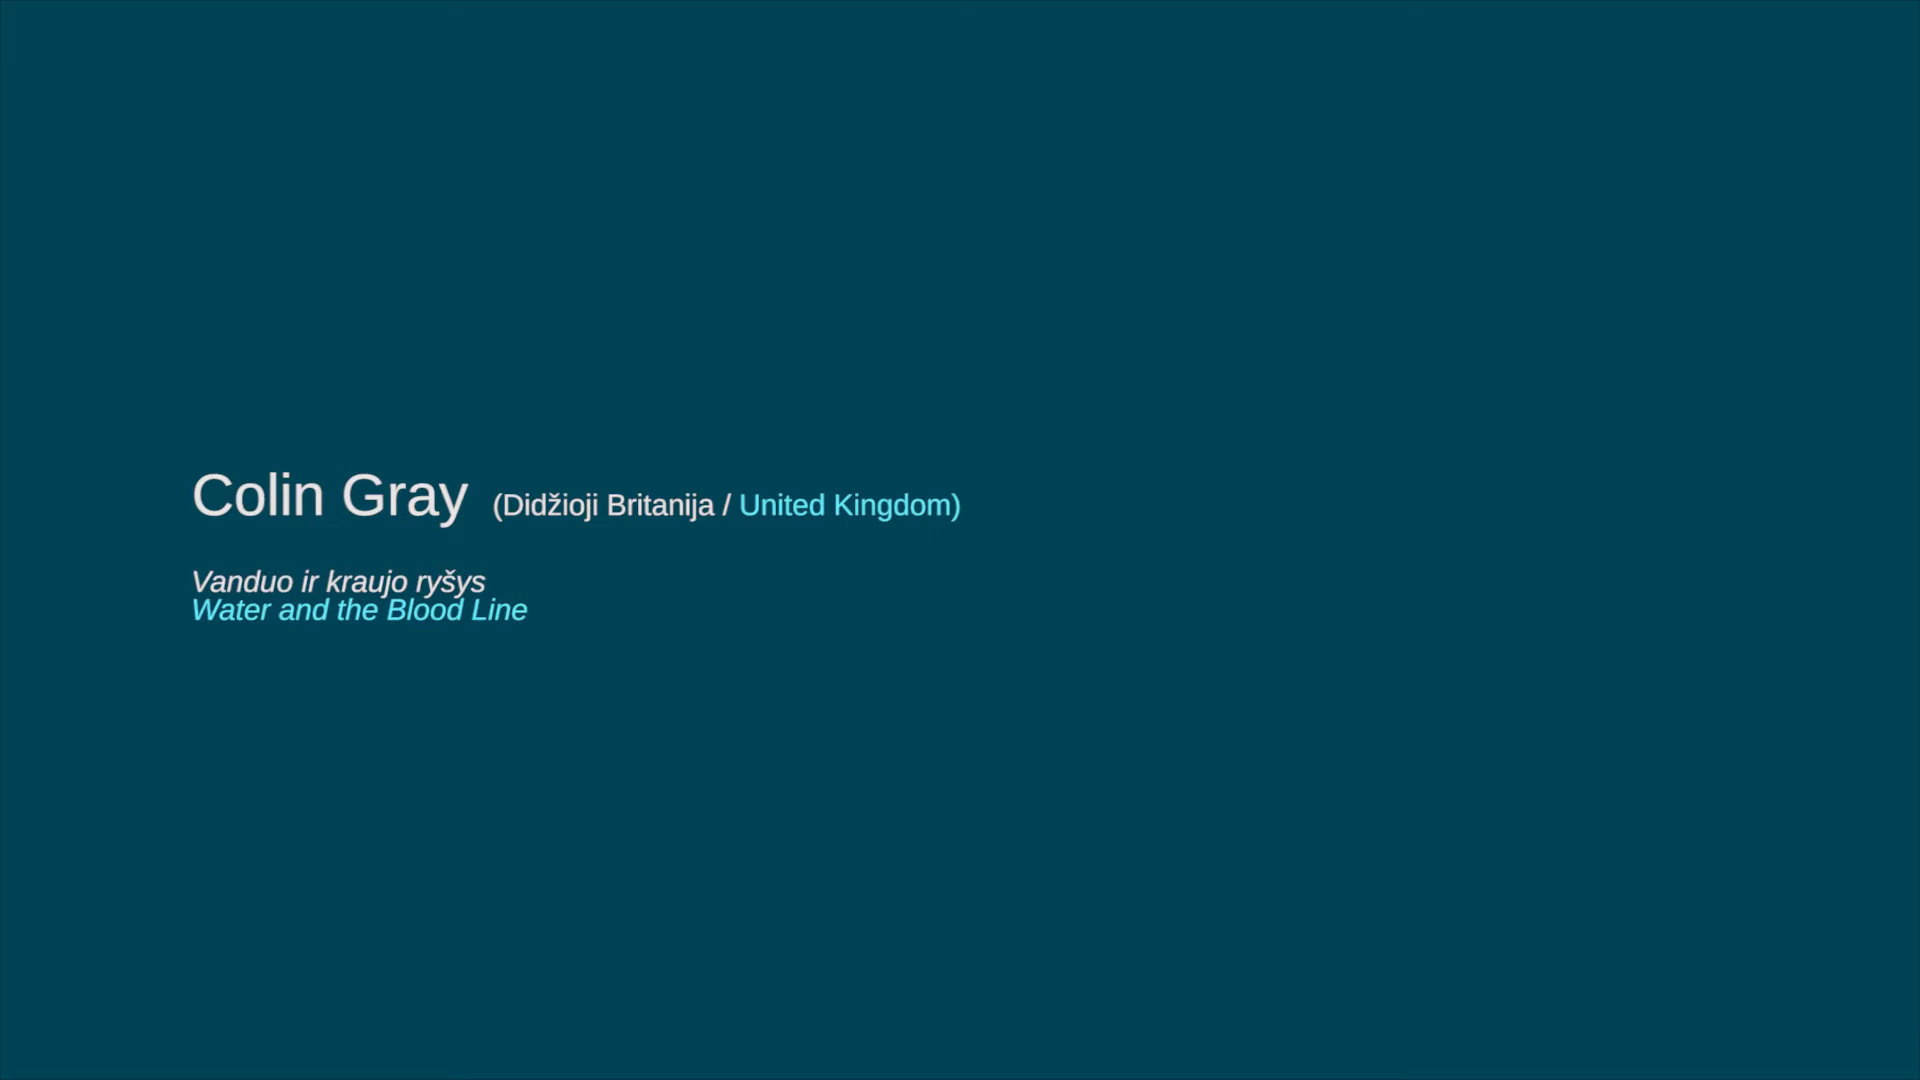 Colin Gray (Didžioji Britanija / United Kingdom)
Vanduo ir kraujo ryšys
Water and the Blood Line